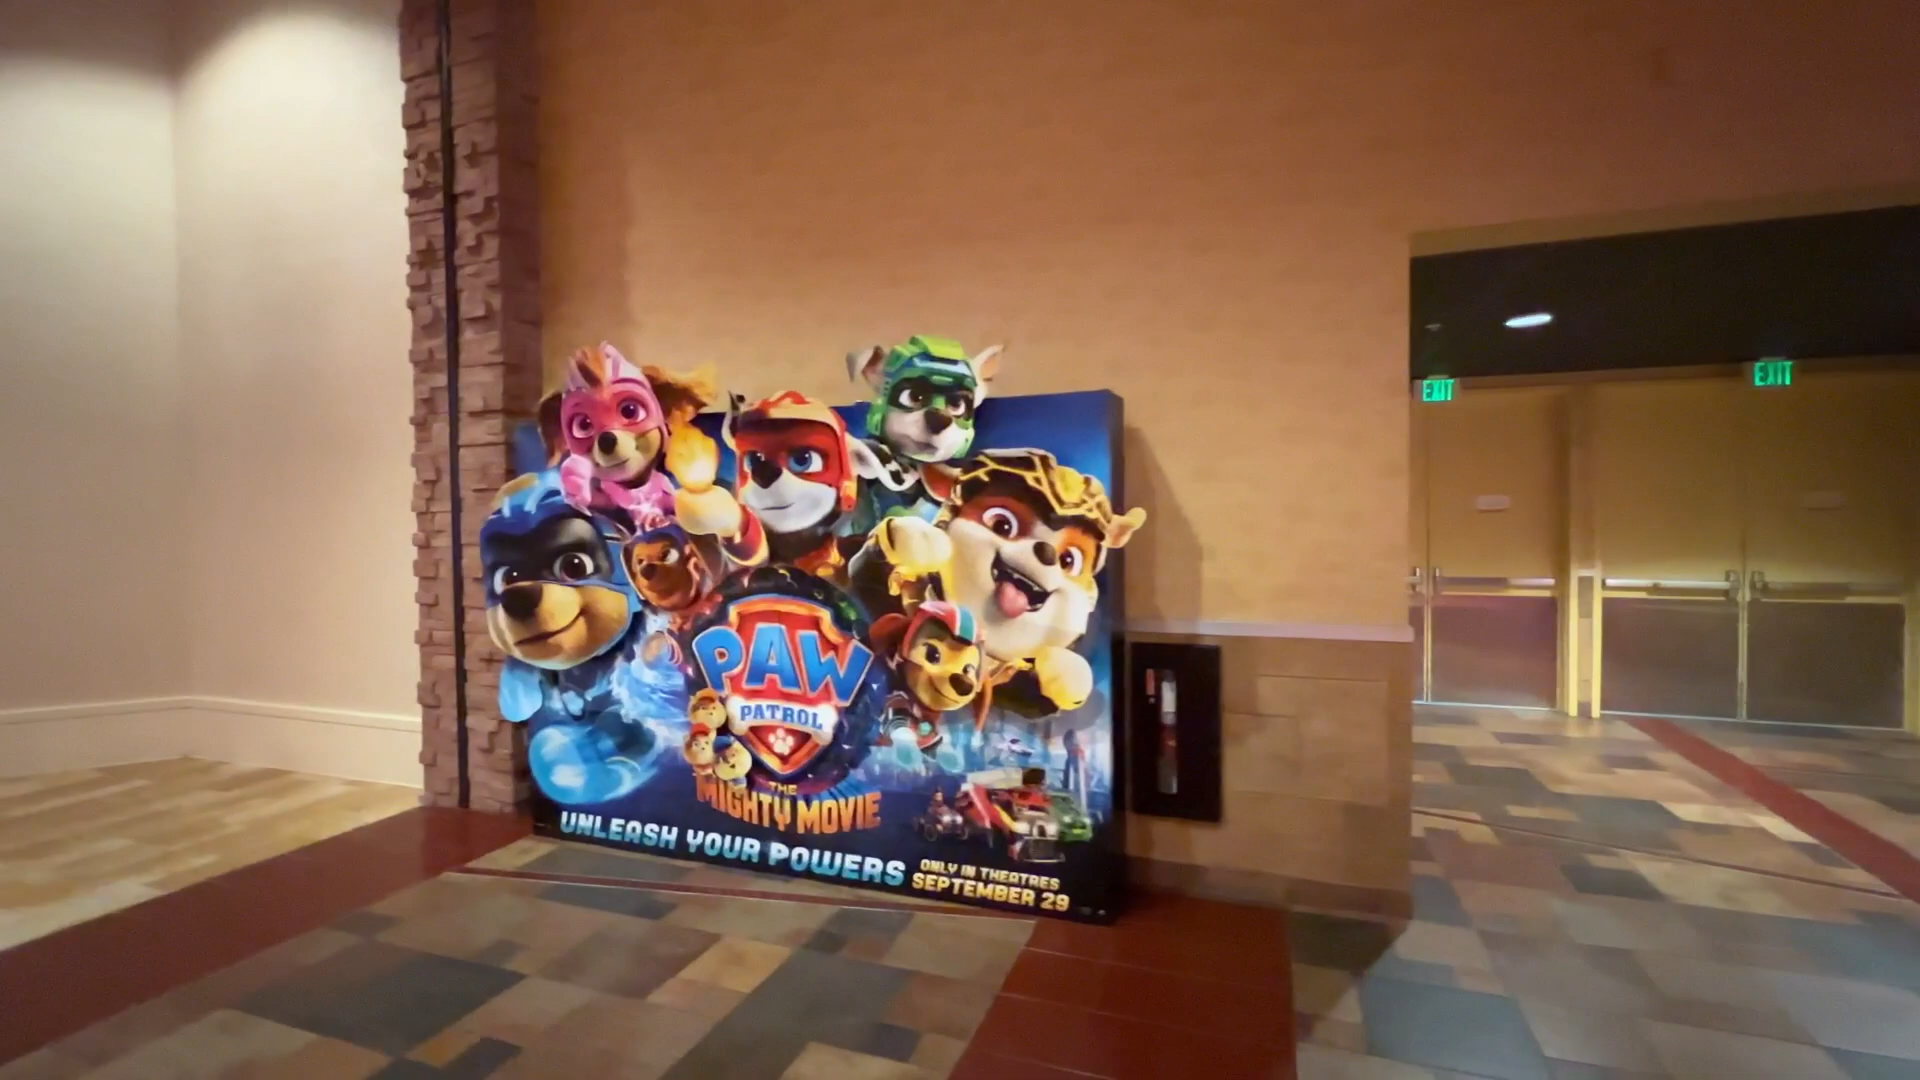 EXIT
EXIT
PAW
PATROL
THE
MIGHTY MOVIE
UNLEASH YOUR POWERS
ONLY IN THEATRES
SEPTEMBER 29